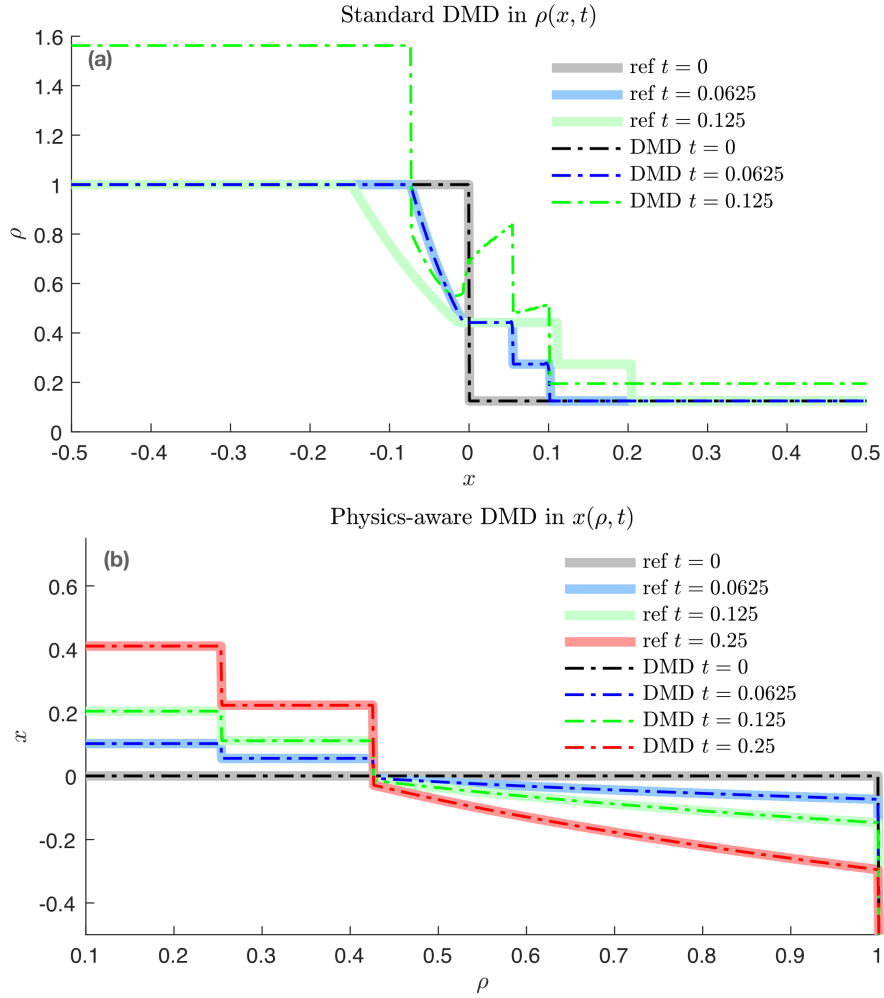 Standard DMD in ρ(x, t)
(a)
1.6
1.4
1.2
1
0.8
0.6
0.4
0.2
0
ρ
ref t = 0
ref t = 0.0625
ref t = 0.125
DMD t = 0
DMD t = 0.0625
DMD t = 0.125
-0.5 -0.4 -0.3 -0.2 -0.1 0 0.1 0.2 0.3 0.4 0.5
x
Physics-aware DMD in x(ρ, t)
(b)
0.6
0.4
0.2
0
-0.2
-0.4
x
ref t = 0
ref t = 0.0625
ref t = 0.125
ref t = 0.25
DMD t = 0
DMD t = 0.0625
DMD t = 0.125
DMD t = 0.25
0.1 0.2 0.3 0.4 0.5 0.6 0.7 0.8 0.9 1
ρ